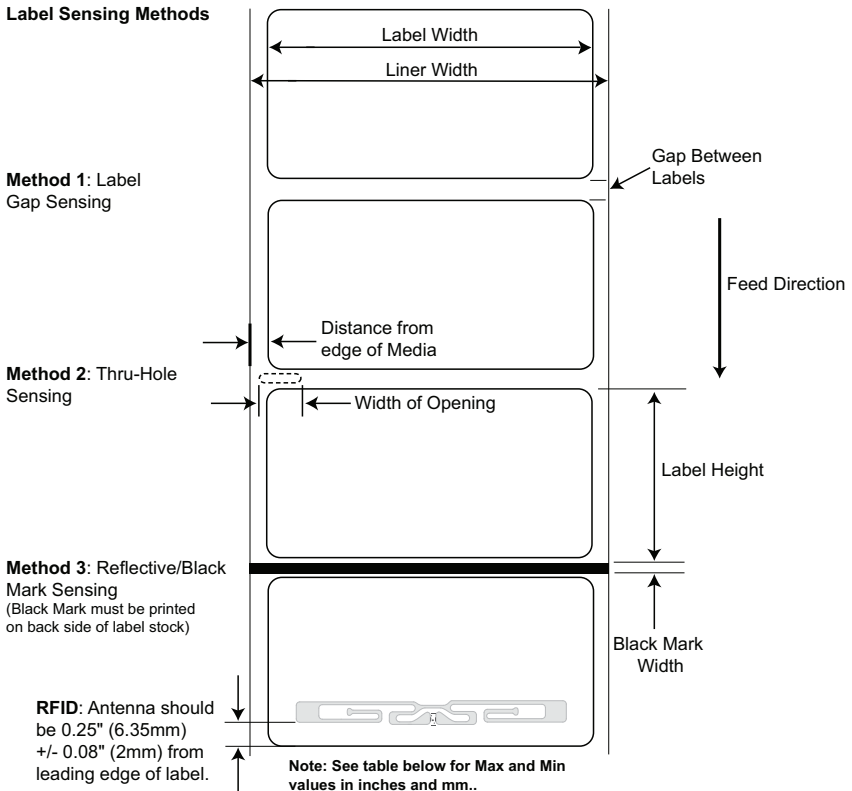 Label Sensing Methods
Label Width
Liner Width
Gap Between
Labels
Method 1: Label
Gap Sensing
Feed Direction
Distance from
edge of Media
Method 2: Thru-Hole
Sensing
Width of Opening
Label Height
Method 3: Reflective/Black
Mark Sensing
(Black Mark must be printed
on back side of label stock)
Black Mark
Width
RFID: Antenna should
be 0.25" (6.35mm)
+/- 0.08" (2mm) from
leading edge of label.
Note: See table below for Max and Min
values in inches and mm..